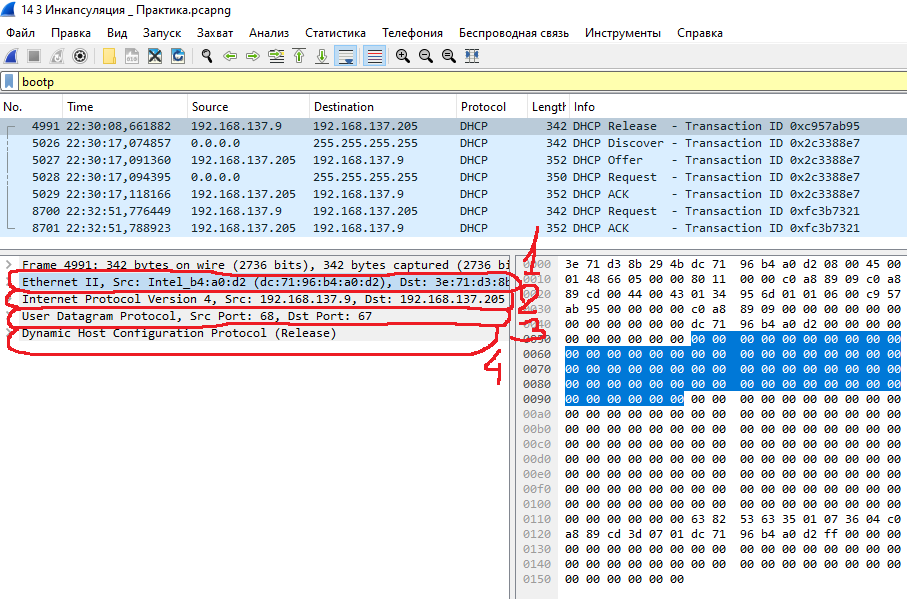 14 3 Инкапсуляция _ Практика.pcapng
Файл Правка Вид Запуск Захват Анализ Статистика Телефония Беспроводная связь Инструменты Справка
bootp
No. Time Source Destination Protocol Length Info
4991 22:30:08,661882 192.168.137.9 192.168.137.205 DHCP 342 DHCP Release - Transaction ID 0xc957ab95
5026 22:30:17,074857 0.0.0.0 255.255.255.255 DHCP 342 DHCP Discover - Transaction ID 0x2c3388e7
5027 22:30:17,091360 192.168.137.205 192.168.137.9 DHCP 352 DHCP Offer - Transaction ID 0x2c3388e7
5028 22:30:17,094395 0.0.0.0 255.255.255.255 DHCP 350 DHCP Request - Transaction ID 0x2c3388e7
5029 22:30:17,118166 192.168.137.205 192.168.137.9 DHCP 352 DHCP ACK - Transaction ID 0x2c3388e7
8700 22:32:51,776449 192.168.137.9 192.168.137.205 DHCP 342 DHCP Request - Transaction ID 0xfc3b7321
8701 22:32:51,788923 192.168.137.205 192.168.137.9 DHCP 352 DHCP ACK - Transaction ID 0xfc3b7321
Frame 4991: 342 bytes on wire (2736 bits), 342 bytes captured (2736 bi
Ethernet II, Src: Intel_b4:a0:d2 (dc:71:96:b4:a0:d2), Dst: 3e:71:d3:8b
Internet Protocol Version 4, Src: 192.168.137.9, Dst: 192.168.137.205
User Datagram Protocol, Src Port: 68, Dst Port: 67
Dynamic Host Configuration Protocol (Release)
1
2
3
4
0000 3e 71 d3 8b 29 4b dc 71 96 b4 a0 d2 08 00 45 00
0010 01 48 66 05 00 00 80 11 00 00 c0 a8 89 09 c0 a8
0020 89 cd 00 44 00 43 01 34 95 6d 01 01 06 00 c9 57
0030 ab 95 00 00 00 00 c0 a8 89 09 00 00 00 00 00 00
0040 00 00 00 00 00 00 dc 71 96 b4 a0 d2 00 00 00 00
0050 00 00 00 00 00 00 00 00 00 00 00 00 00 00 00 00
0060 00 00 00 00 00 00 00 00 00 00 00 00 00 00 00 00
0070 00 00 00 00 00 00 00 00 00 00 00 00 00 00 00 00
0080 00 00 00 00 00 00 00 00 00 00 00 00 00 00 00 00
0090 00 00 00 00 00 00 00 00 00 00 00 00 00 00 00 00
00a0 00 00 00 00 00 00 00 00 00 00 00 00 00 00 00 00
00b0 00 00 00 00 00 00 00 00 00 00 00 00 00 00 00 00
00c0 00 00 00 00 00 00 00 00 00 00 00 00 00 00 00 00
00d0 00 00 00 00 00 00 00 00 00 00 00 00 00 00 00 00
00e0 00 00 00 00 00 00 00 00 00 00 00 00 00 00 00 00
00f0 00 00 00 00 00 00 00 00 00 00 00 00 00 00 00 00
0100 00 00 00 00 00 00 00 00 00 00 00 00 00 00 00 00
0110 00 00 00 00 00 00 63 82 53 63 35 01 07 36 04 c0
0120 a8 89 cd 3d 07 01 dc 71 96 b4 a0 d2 ff 00 00 00
0130 00 00 00 00 00 00 00 00 00 00 00 00 00 00 00 00
0140 00 00 00 00 00 00 00 00 00 00 00 00 00 00 00 00
0150 00 00 00 00 00 00